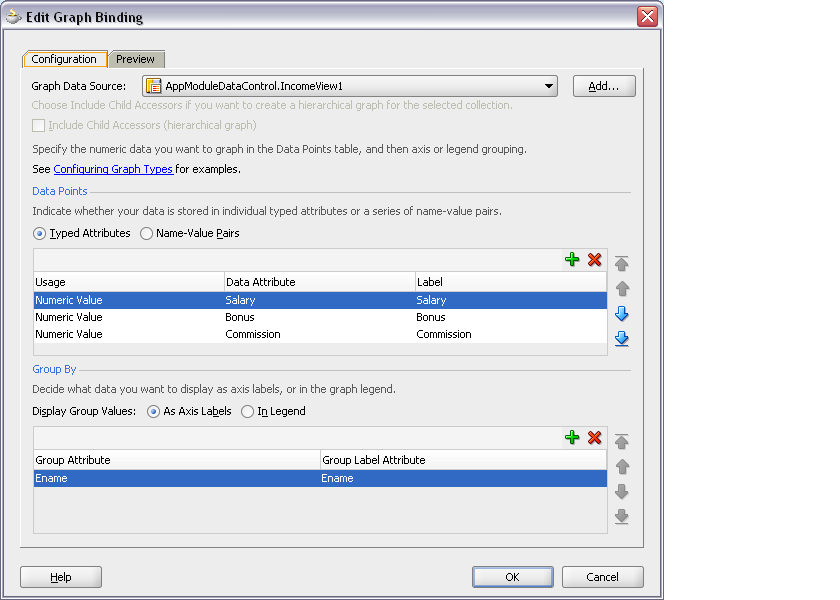 Edit Graph Binding
Configuration Preview
Graph Data Source: AppModuleDataControl.IncomeView1 Add...
Choose Include Child Accessors if you want to create a hierarchical graph for the selected collection.
Include Child Accessors (hierarchical graph)
Specify the numeric data you want to graph in the Data Points table, and then axis or legend grouping.
See Configuring Graph Types for examples.
Data Points
Indicate whether your data is stored in individual typed attributes or a series of name-value pairs.
Typed Attributes Name-Value Pairs
Usage Data Attribute Label
Numeric Value Salary Salary
Numeric Value Bonus Bonus
Numeric Value Commission Commission
Group By
Decide what data you want to display as axis labels, or in the graph legend.
Display Group Values: As Axis Labels In Legend
Group Attribute Group Label Attribute
Ename Ename
Help OK Cancel